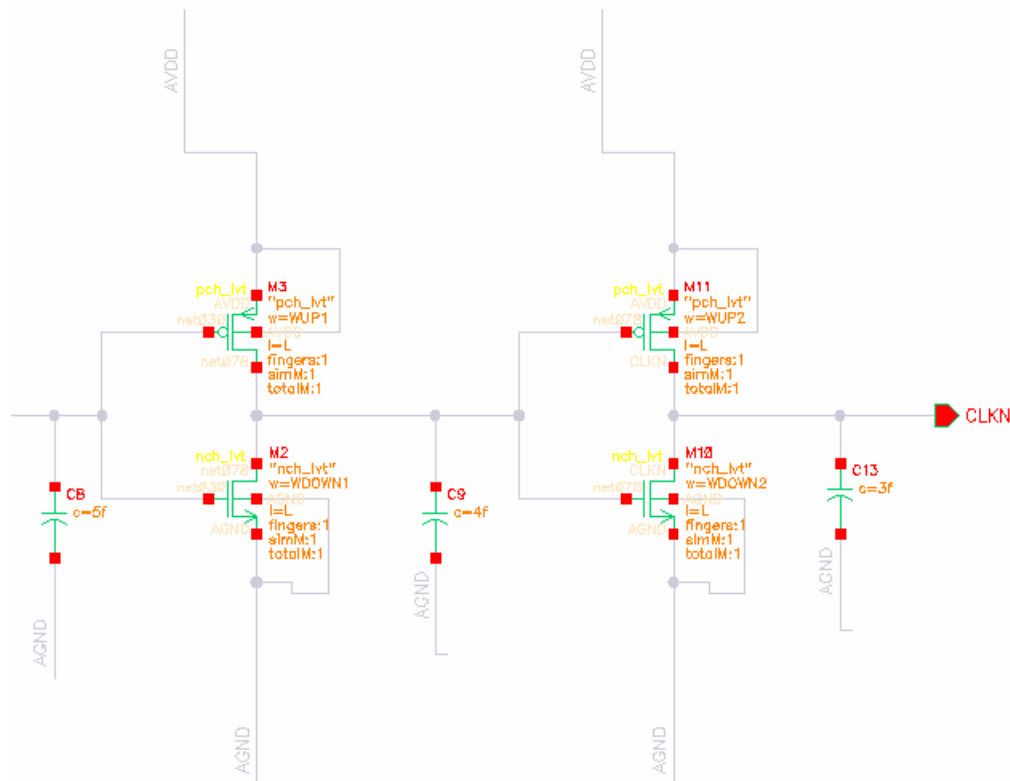 AVDD
AVDD
M3
pch_lvt
"pch_lvt"
AVDD
w=WUP1
net030
AVDD
l=L
net078
fingers:1
simM:1
totalM:1
M11
pch_lvt
"pch_lvt"
AVDD
w=WUP2
net078
AVDD
l=L
CLKN
fingers:1
simM:1
totalM:1
CLKN
M2
nch_lvt
"nch_lvt"
net078
w=WDOWN1
net030
AGND
l=L
AGND
fingers:1
simM:1
totalM:1
M10
nch_lvt
"nch_lvt"
CLKN
w=WDOWN2
net078
AGND
l=L
AGND
fingers:1
simM:1
totalM:1
c=5f
C9
c=4f
C13
c=3f
AGND
AGND
AGND
AGND
AGND